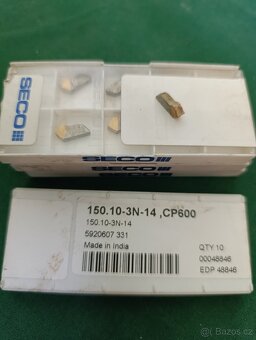 SECO
SECO
150.10-3N-14 ,CP600
150.10-3N-14
5920607 331
Made in India
QTY 10
00048846
EDP 48846
Bazoš.cz